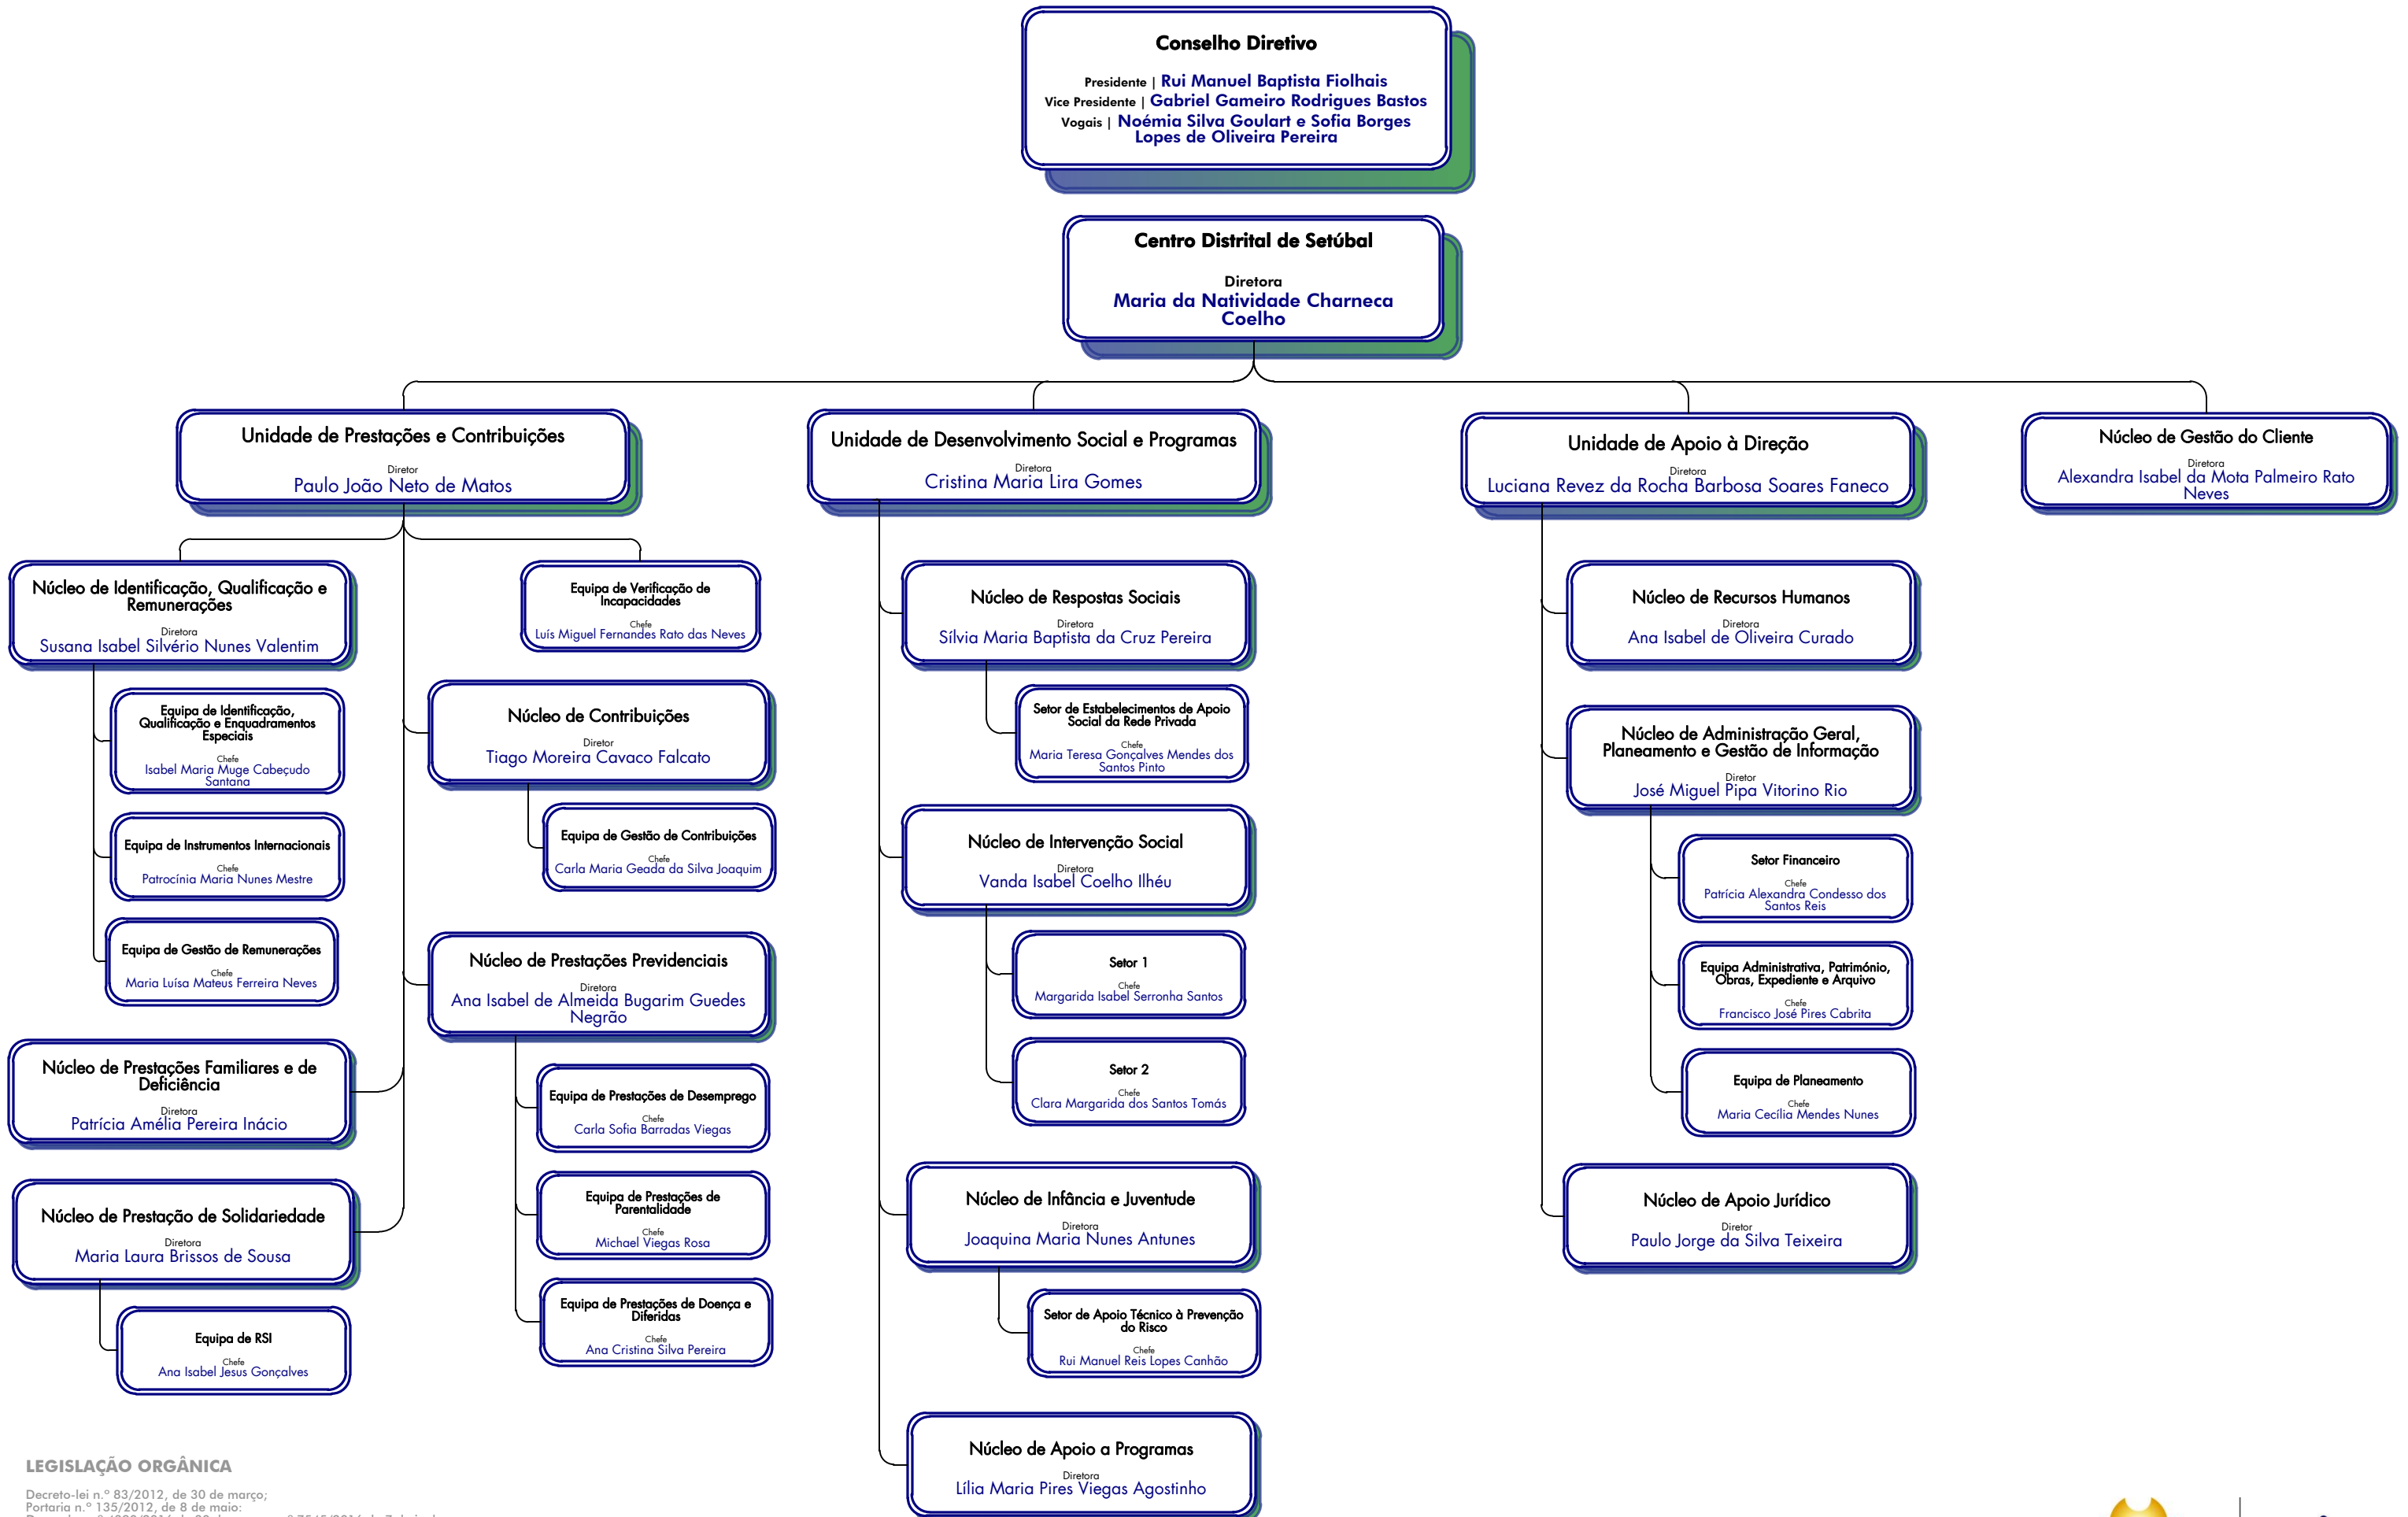 Conselho Diretivo
Presidente | Rui Manuel Baptista Fiolhais
Vice Presidente | Gabriel Gameiro Rodrigues Bastos
Vogais | Noémia Silva Goulart e Sofia Borges
Lopes de Oliveira Pereira
Centro Distrital de Setúbal
Diretora
Maria da Natividade Charneca
Coelho
Unidade de Prestações e Contribuições
Diretor
Paulo João Neto de Matos
Núcleo de Identificação, Qualificação e
Remunerações
Diretora
Susana Isabel Silvério Nunes Valentim
Equipa de Identificação,
Qualificação e Enquadramentos
Especiais
Chefe
Isabel Maria Muge Cabeçudo
Santana
Equipa de Instrumentos Internacionais
Chefe
Patrocínia Maria Nunes Mestre
Equipa de Gestão de Remunerações
Chefe
Maria Luísa Mateus Ferreira Neves
Núcleo de Prestações Familiares e de
Deficiência
Diretora
Patrícia Amélia Pereira Inácio
Núcleo de Prestação de Solidariedade
Diretora
Maria Laura Brissos de Sousa
Equipa de RSI
Chefe
Ana Isabel Jesus Gonçalves
Equipa de Verificação de
Incapacidades
Chefe
Luís Miguel Fernandes Rato das Neves
Núcleo de Contribuições
Diretor
Tiago Moreira Cavaco Falcato
Equipa de Gestão de Contribuições
Chefe
Carla Maria Geada da Silva Joaquim
Núcleo de Prestações Previdenciais
Diretora
Ana Isabel de Almeida Bugarim Guedes
Negrão
Equipa de Prestações de Desemprego
Chefe
Carla Sofia Barradas Viegas
Equipa de Prestações de
Parentalidade
Chefe
Michael Viegas Rosa
Equipa de Prestações de Doença e
Diferidas
Chefe
Ana Cristina Silva Pereira
Unidade de Desenvolvimento Social e Programas
Diretora
Cristina Maria Lira Gomes
Núcleo de Respostas Sociais
Diretora
Sílvia Maria Baptista da Cruz Pereira
Setor de Estabelecimentos de Apoio
Social da Rede Privada
Chefe
Maria Teresa Gonçalves Mendes dos
Santos Pinto
Núcleo de Intervenção Social
Diretora
Vanda Isabel Coelho Ilhéu
Setor 1
Chefe
Margarida Isabel Serronha Santos
Setor 2
Chefe
Clara Margarida dos Santos Tomás
Núcleo de Infância e Juventude
Diretora
Joaquina Maria Nunes Antunes
Setor de Apoio Técnico à Prevenção
do Risco
Chefe
Rui Manuel Reis Lopes Canhão
Núcleo de Apoio a Programas
Diretora
Lília Maria Pires Viegas Agostinho
Unidade de Apoio à Direção
Diretora
Luciana Revez da Rocha Barbosa Soares Faneco
Núcleo de Recursos Humanos
Diretora
Ana Isabel de Oliveira Curado
Núcleo de Administração Geral,
Planeamento e Gestão de Informação
Diretor
José Miguel Pipa Vitorino Rio
Setor Financeiro
Chefe
Patrícia Alexandra Condesso dos
Santos Reis
Equipa Administrativa, Património,
Obras, Expediente e Arquivo
Chefe
Francisco José Pires Cabrita
Equipa de Planeamento
Chefe
Maria Cecília Mendes Nunes
Núcleo de Apoio Jurídico
Diretor
Paulo Jorge da Silva Teixeira
Núcleo de Gestão do Cliente
Diretora
Alexandra Isabel da Mota Palmeiro Rato
Neves
LEGISLAÇÃO ORGÂNICA
Decreto-lei n.º 83/2012, de 30 de março;
Portaria n.º 135/2012, de 8 de maio: